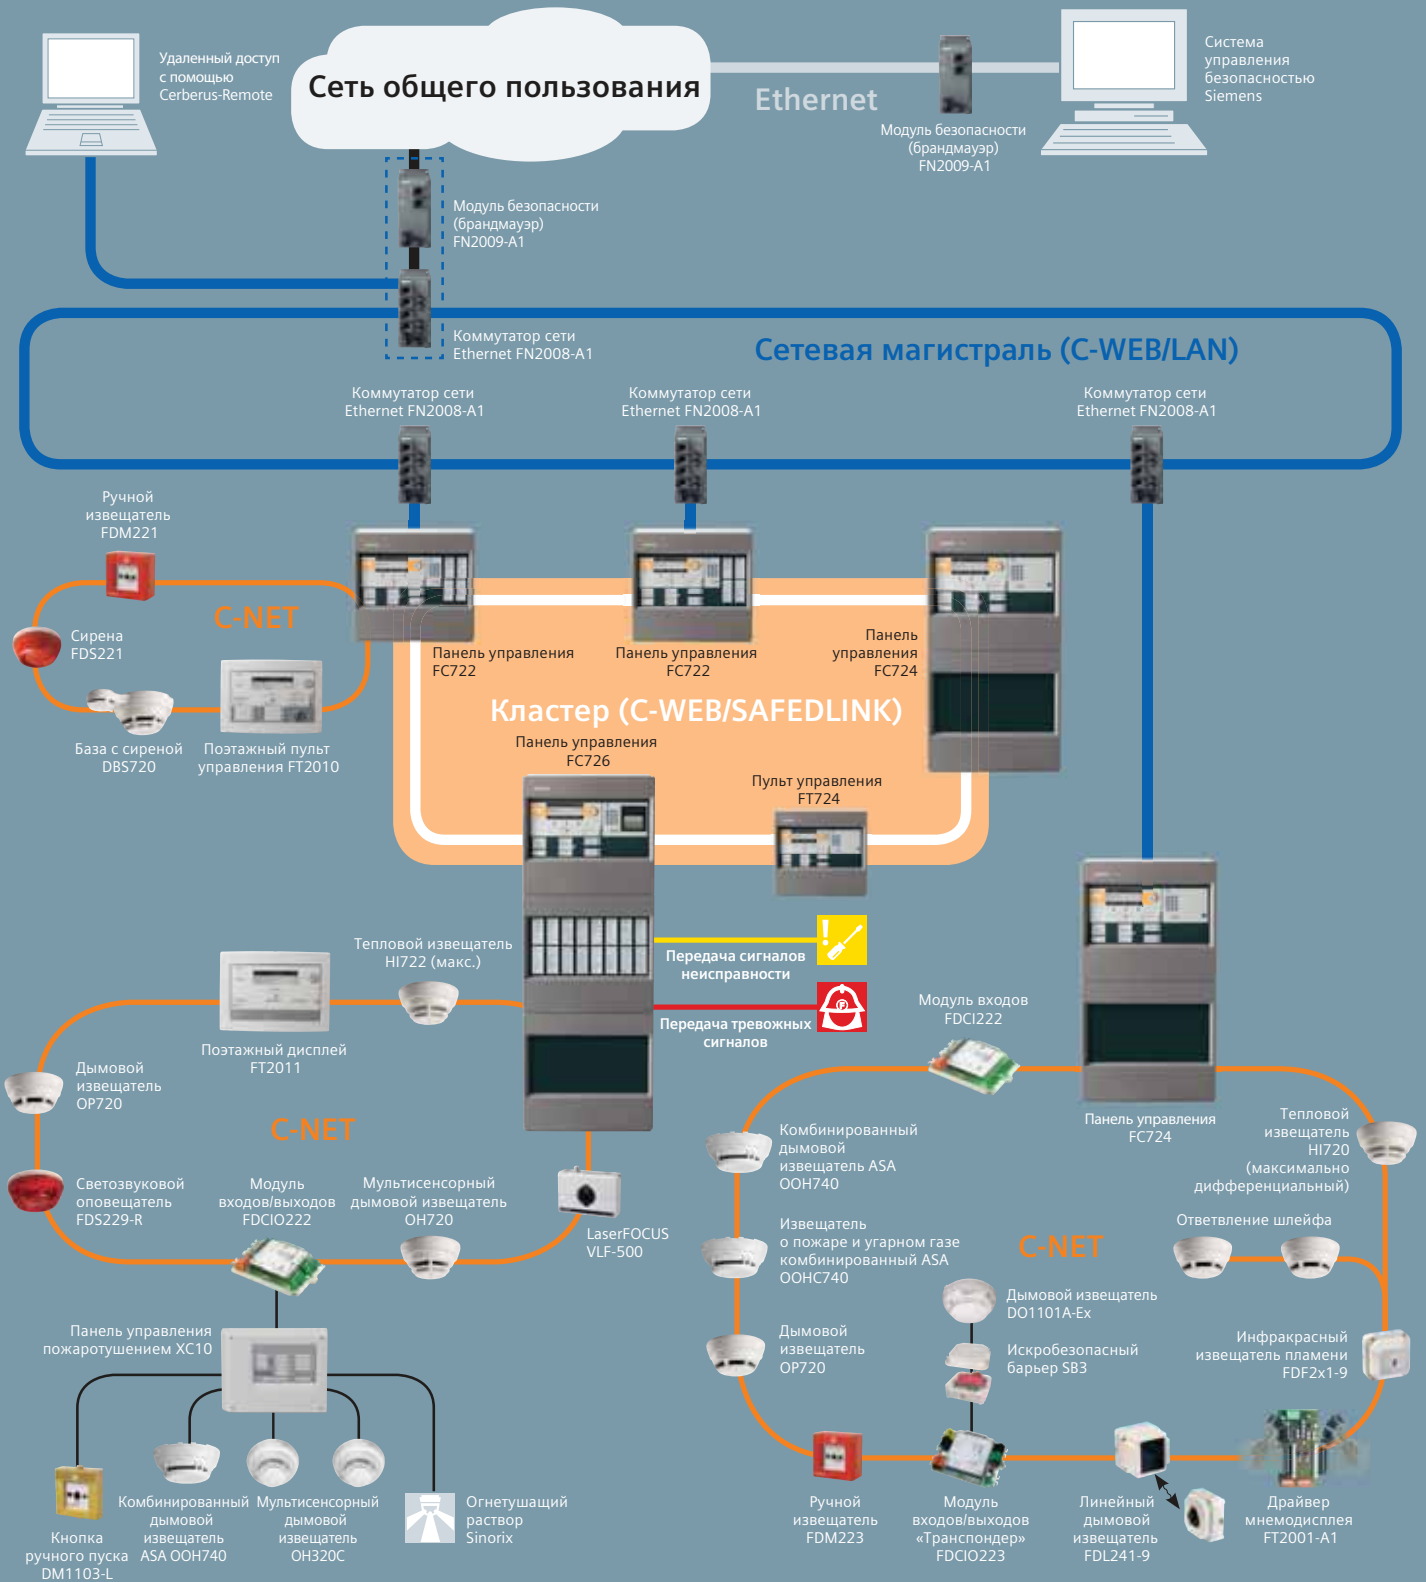 Удаленный доступ
с помощью
Cerberus-Remote
Сеть общего пользования
Ethernet
Система
управления
безопасностью
Siemens
Модуль безопасности
(брандмауэр)
FN2009-A1
Модуль безопасности
(брандмауэр)
FN2009-A1
Коммутатор сети
Ethernet FN2008-A1
Сетевая магистраль (C-WEB/LAN)
Коммутатор сети
Ethernet FN2008-A1
Коммутатор сети
Ethernet FN2008-A1
Коммутатор сети
Ethernet FN2008-A1
Ручной
извещатель
FDM221
C-NET
Сирена
FDS221
База с сиреной
DBS720
Поэтажный пульт
управления FT2010
Панель управления
FC722
Панель управления
FC722
Панель
управления
FC724
Кластер (C-WEB/SAFEDLINK)
Панель управления
FC726
Пульт управления
FT724
Тепловой извещатель
HI722 (макс.)
Передача сигналов
неисправности
Передача тревожных
сигналов
Поэтажный дисплей
FT2011
Дымовой
извещатель
OP720
C-NET
Светозвуковой
оповещатель
FDS229-R
Модуль
входов/выходов
FDCIO222
Мультисенсорный
дымовой извещатель
OH720
LaserFOCUS
VLF-500
Панель управления
пожаротушением XC10
Кнопка
ручного пуска
DM1103-L
Комбинированный
дымовой
извещатель
ASA OOH740
Мультисенсорный
дымовой
извещатель
OH320C
Огнетушащий
раствор
Sinorix
Модуль входов
FDCI222
Панель управления
FC724
Комбинированный
дымовой
извещатель ASA
OOH740
Тепловой
извещатель
HI720
(максимально
дифференциальный)
Извещатель
о пожаре и угарном газе
комбинированный ASA
OOHC740
C-NET
Ответвление шлейфа
Дымовой извещатель
DO1101A-Ex
Дымовой
извещатель
OP720
Искробезопасный
барьер SB3
Инфракрасный
извещатель пламени
FDF2x1-9
Ручной
извещатель
FDM223
Модуль
входов/выходов
«Транспондер»
FDCIO223
Линейный
дымовой
извещатель
FDL241-9
Драйвер
мнемодисплея
FT2001-A1